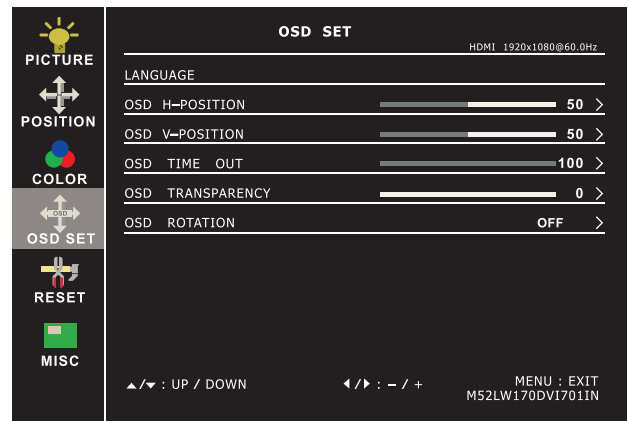 PICTURE
POSITION
COLOR
OSD
OSD SET
RESET
MISC
OSD SET
HDMI 1920x1080@60.0Hz
LANGUAGE
OSD H-POSITION 50 >
OSD V-POSITION 50 >
OSD TIME OUT 100 >
OSD TRANSPARENCY 0 >
OSD ROTATION OFF >
▲/▼ : UP / DOWN ◀/▶ : - / + MENU : EXIT
M52LW170DVI701IN